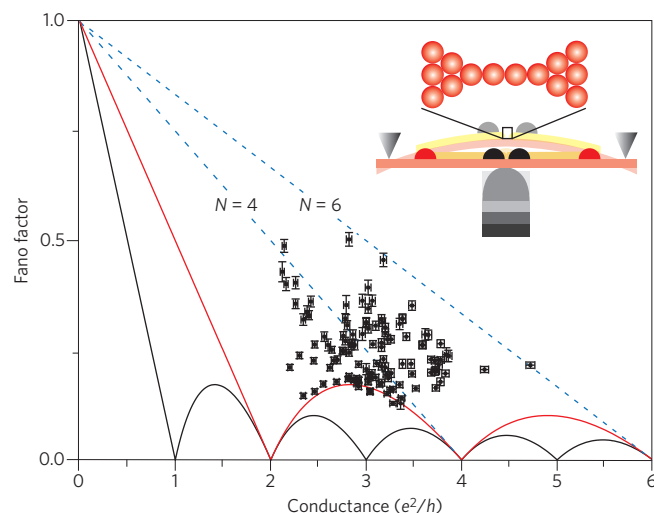 1.0
0.5
0.0
Fano factor
N = 4
N = 6
0 1 2 3 4 5 6
Conductance (e²/h)